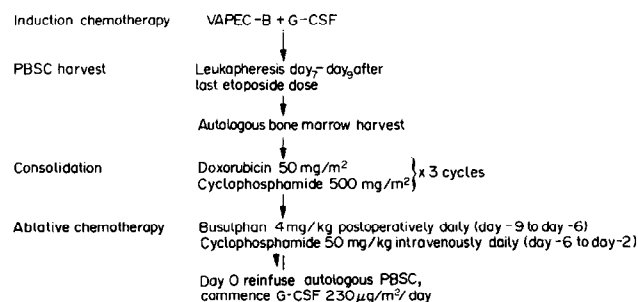 Induction chemotherapy VAPEC-B + G-CSF
PBSC harvest Leukapheresis day7-day9 after
last etoposide dose
Autologous bone marrow harvest
Consolidation Doxorubicin 50 mg/m²
Cyclophosphamide 500 mg/m² } x 3 cycles
Ablative chemotherapy Busulphan 4 mg/kg postoperatively daily (day -9 to day -6)
Cyclophosphamide 50 mg/kg intravenously daily (day -6 to day -2)
Day 0 reinfuse autologous PBSC,
commence G-CSF 230 µg/m²/day